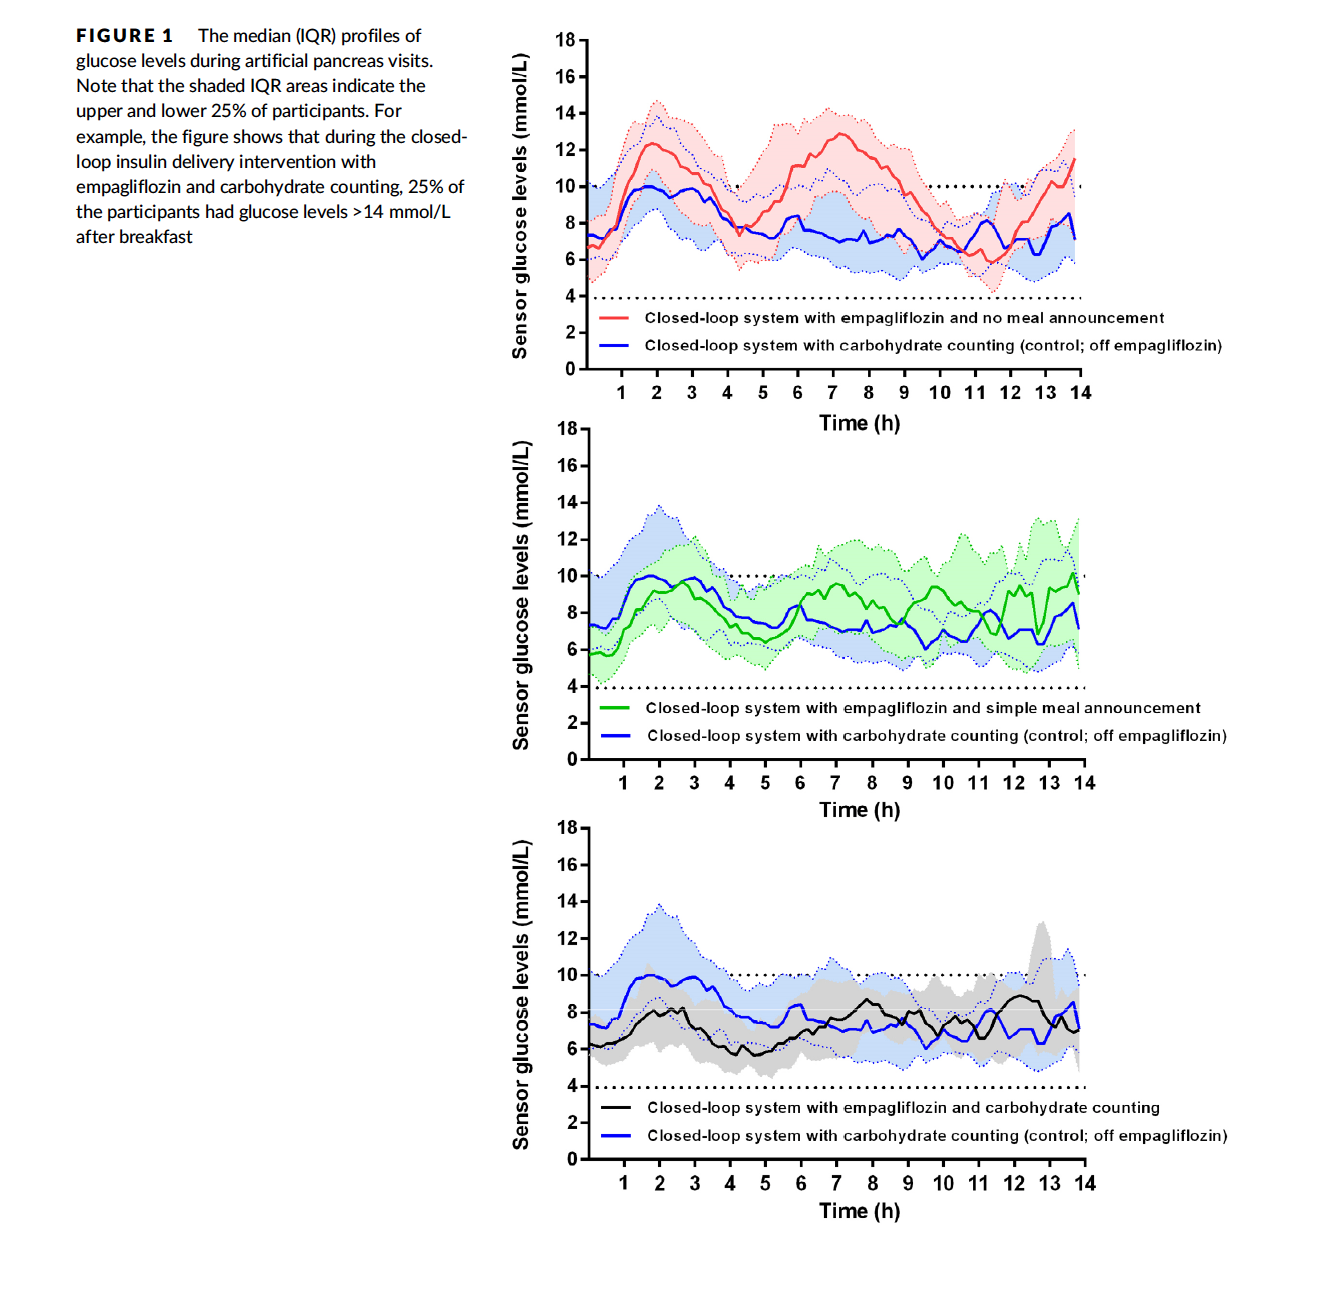 FIGURE 1 The median (IQR) profiles of
glucose levels during artificial pancreas visits.
Note that the shaded IQR areas indicate the
upper and lower 25% of participants. For
example, the figure shows that during the closed-
loop insulin delivery intervention with
empagliflozin and carbohydrate counting, 25% of
the participants had glucose levels >14 mmol/L
after breakfast
Sensor glucose levels (mmol/L)
18
16
14
12
10
8
6
4
2
0
Closed-loop system with empagliflozin and no meal announcement
Closed-loop system with carbohydrate counting (control; off empagliflozin)
1 2 3 4 5 6 7 8 9 10 11 12 13 14
Time (h)
Sensor glucose levels (mmol/L)
18
16
14
12
10
8
6
4
2
0
Closed-loop system with empagliflozin and simple meal announcement
Closed-loop system with carbohydrate counting (control; off empagliflozin)
1 2 3 4 5 6 7 8 9 10 11 12 13 14
Time (h)
Sensor glucose levels (mmol/L)
18
16
14
12
10
8
6
4
2
0
Closed-loop system with empagliflozin and carbohydrate counting
Closed-loop system with carbohydrate counting (control; off empagliflozin)
1 2 3 4 5 6 7 8 9 10 11 12 13 14
Time (h)